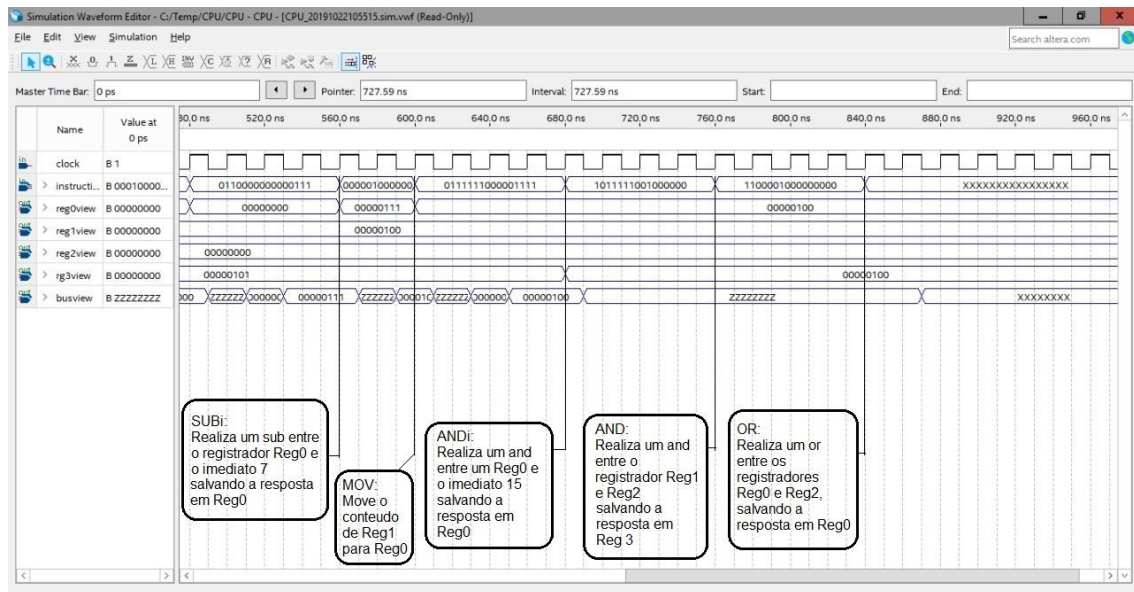 Simulation Waveform Editor - C:/Temp/CPU/CPU - CPU - [CPU_20191022105515.sim.vwf (Read-Only)]
File Edit View Simulation Help
Search altera.com
Master Time Bar: 0 ps Pointer: 727.59 ns Interval: 727.59 ns Start: End:
Name Value at 0 ps
80,0 ns 520,0 ns 560,0 ns 600,0 ns 640,0 ns 680,0 ns 720,0 ns 760,0 ns 800,0 ns 840,0 ns 880,0 ns 920,0 ns 960,0 ns
clock B 1
instructi... B 00010000... 0110000000000111 000001000000 0111111000001111 1011111001000000 1100001000000000 XXXXXXXXXXXXXXXX
reg0view B 00000000 00000000 00000111 00000100
reg1view B 00000000 00000100
reg2view B 00000000 00000000
rg3view B 00000000 00000101 00000100
busview B ZZZZZZZZ 000 ZZZZZZ 00000111 ZZZZZZ ZZZZZZ 00000100 ZZZZZZZZ XXXXXXXX
SUBi:
Realiza um sub entre
o registrador Reg0 e
o imediato 7
salvando a resposta
em Reg0
MOV:
Move o
conteudo
de Reg1
para Reg0
ANDi:
Realiza um and
entre um Reg0 e
o imediato 15
salvando a
resposta em
Reg0
AND:
Realiza um and
entre o
registrador Reg1
e Reg2
salvando a
resposta em
Reg 3
OR:
Realiza um or
entre os
registradores
Reg0 e Reg2,
salvando a
resposta em Reg0